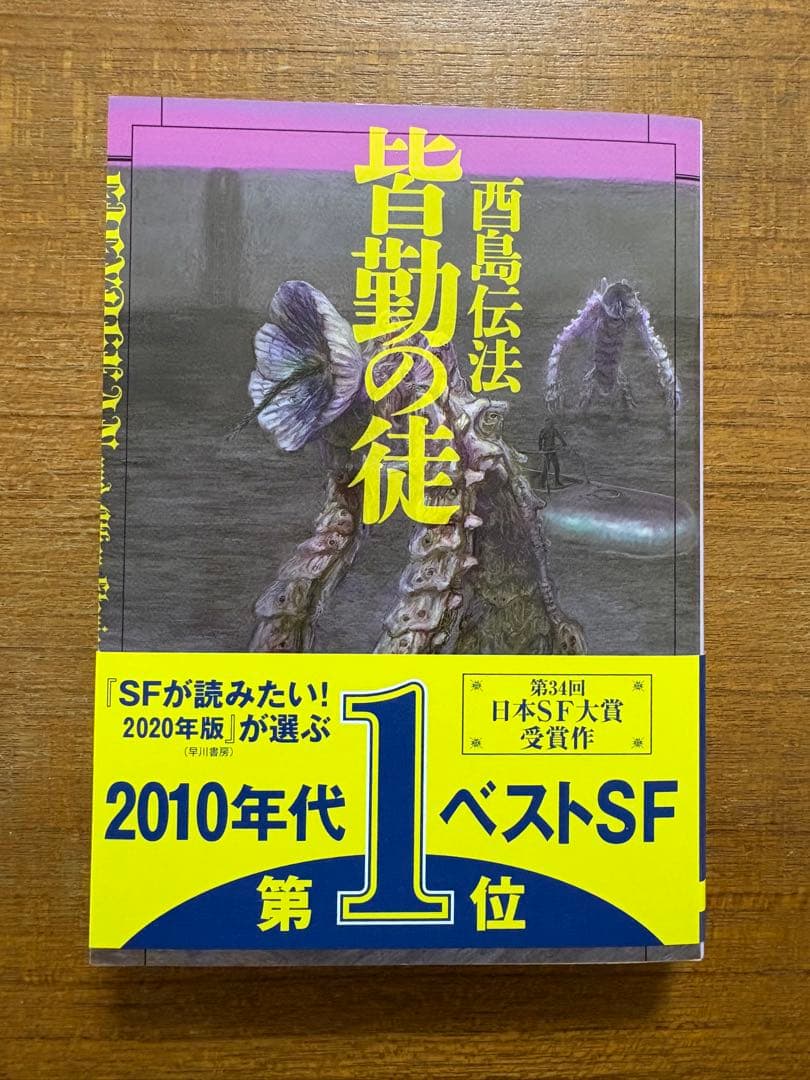 酉島伝法
皆勤の徒
『SFが読みたい!
2020年版』が選ぶ
(早川書房)
第34回
日本SF大賞
受賞作
2010年代
ベストSF
第1位